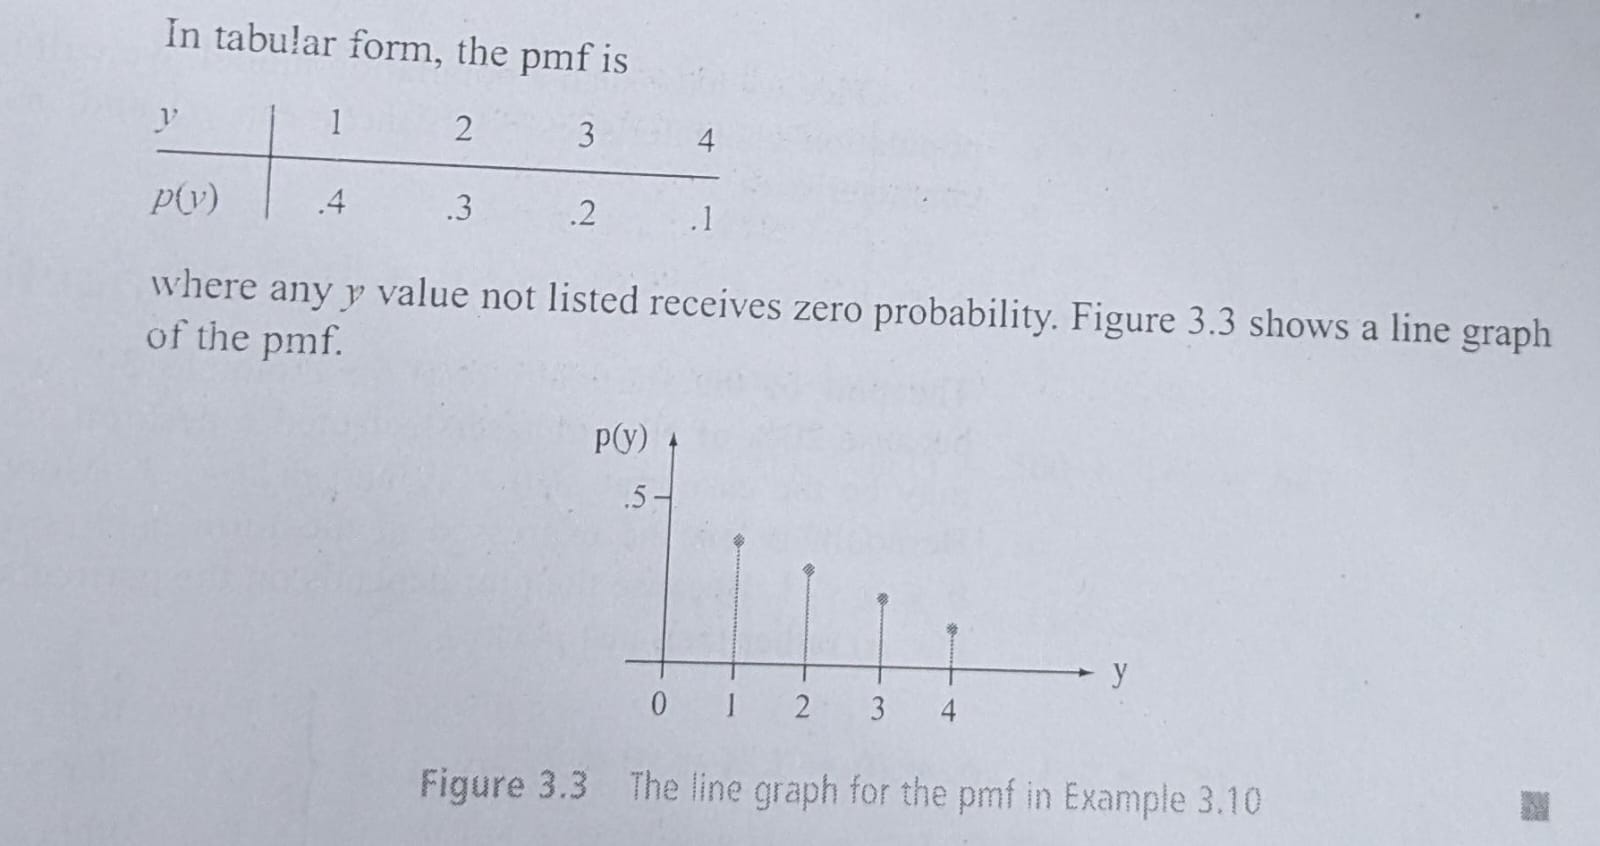 In tabular form, the pmf is
y 1 2 3 4
p(y) .4 .3 .2 .1
where any y value not listed receives zero probability. Figure 3.3 shows a line graph
of the pmf.
p(y)
.5
y
0 1 2 3 4
Figure 3.3 The line graph for the pmf in Example 3.10